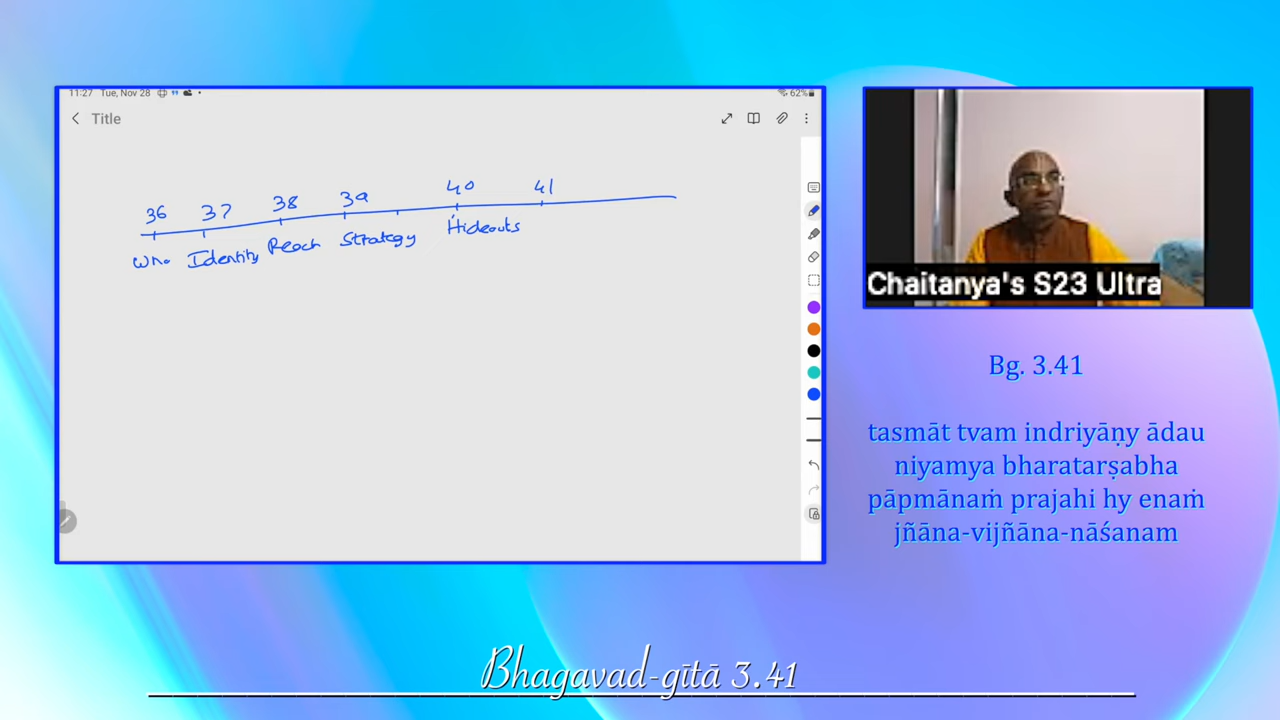 11:27 Tue, Nov 28
62%
Title
36 37 38 39 40 41
Who Identity Reach Strategy Hideouts
Chaitanya's S23 Ultra
Bg. 3.41
tasmāt tvam indriyāṇy ādau
niyamya bharatarṣabha
pāpmānaṁ prajahi hy enaṁ
jñāna-vijñāna-nāśanam
Bhagavad-gītā 3.41